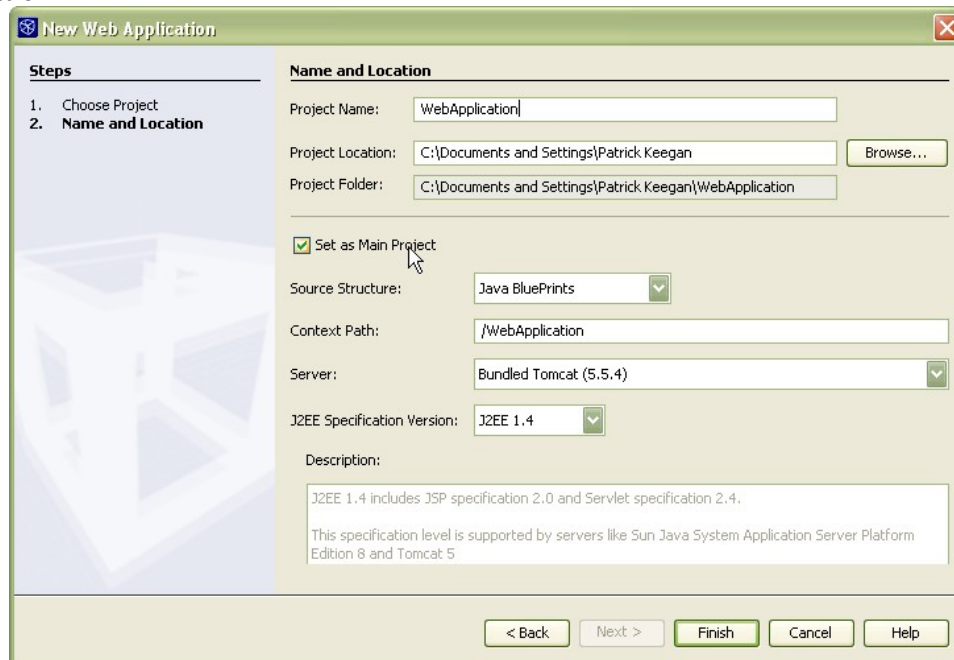 New Web Application
Steps
1. Choose Project
2. Name and Location
Name and Location
Project Name: WebApplication
Project Location: C:\Documents and Settings\Patrick Keegan Browse...
Project Folder: C:\Documents and Settings\Patrick Keegan\WebApplication
Set as Main Project
Source Structure: Java BluePrints
Context Path: /WebApplication
Server: Bundled Tomcat (5.5.4)
J2EE Specification Version: J2EE 1.4
Description:
J2EE 1.4 includes JSP specification 2.0 and Servlet specification 2.4.
This specification level is supported by servers like Sun Java System Application Server Platform
Edition 8 and Tomcat 5
< Back Next > Finish Cancel Help